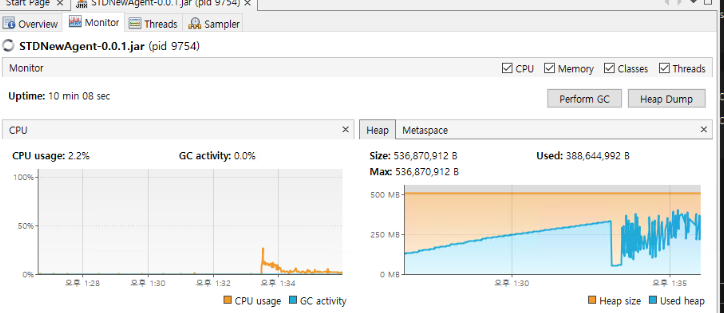 Start Page × JMX STDNewAgent-0.0.1.jar (pid 9754) ×
Overview Monitor Threads Sampler
STDNewAgent-0.0.1.jar (pid 9754)
Monitor CPU Memory Classes Threads
Uptime: 10 min 08 sec Perform GC Heap Dump
CPU × Heap Metaspace ×
CPU usage: 2.2% GC activity: 0.0% Size: 536,870,912 B Used: 388,644,992 B
Max: 536,870,912 B
100%
50%
0%
오후 1:28 오후 1:30 오후 1:32 오후 1:34
CPU usage GC activity
500 MB
250 MB
0 MB
오후 1:30 오후 1:35
Heap size Used heap